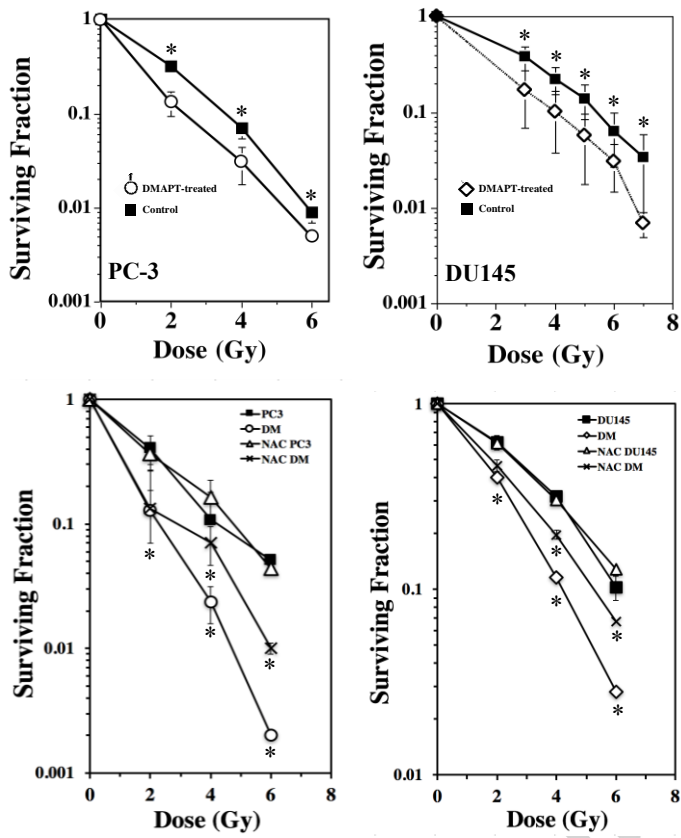 1
*
0.1
*
DMAPT-treated
Control
0.01
*
PC-3
0.001
0 2 4 6
Dose (Gy)
Surviving Fraction
1
* * * * *
0.1
DMAPT-treated
Control
0.01
DU145
0.001
0 2 4 6 8
Dose (Gy)
Surviving Fraction
1
PC3
DM
NAC PC3
NAC DM
0.1
*
*
*
0.01
*
*
0.001
0 2 4 6 8
Dose (Gy)
Surviving Fraction
1
DU145
DM
NAC DU145
NAC DM
*
*
0.1
*
*
*
0.01
0 2 4 6 8
Dose (Gy)
Surviving Fraction